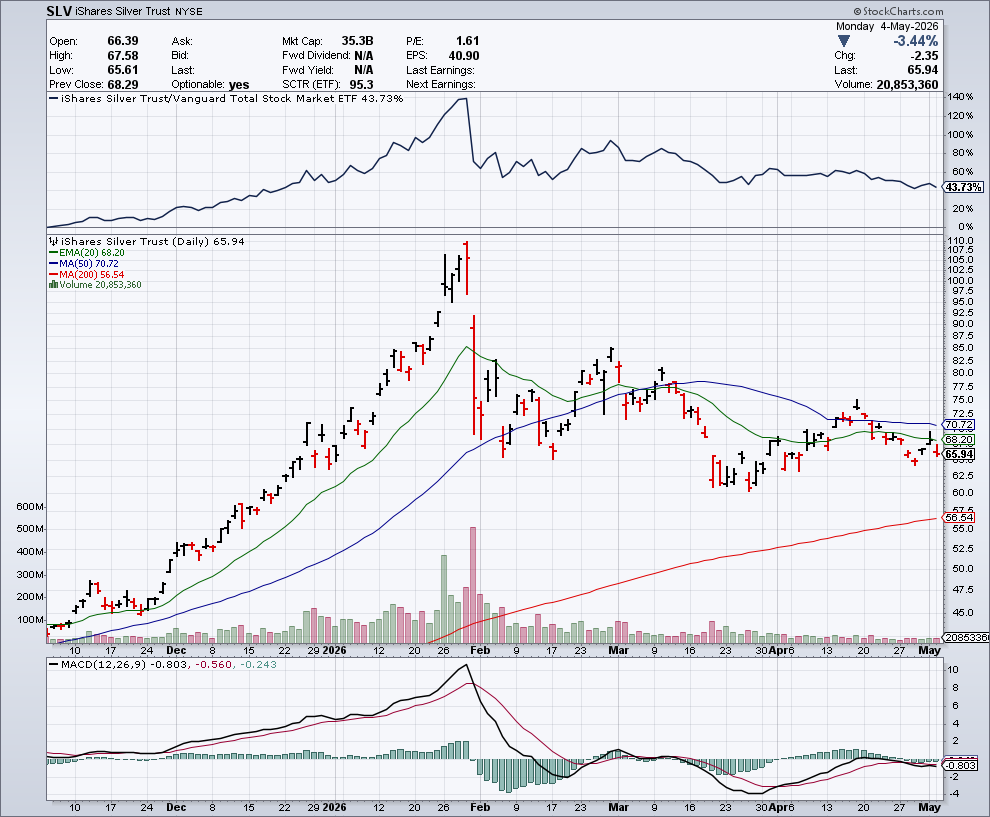 SLV iShares Silver Trust NYSE © StockCharts.com
Monday 4-May-2026
Open: 66.39 Ask: Mkt Cap: 35.3B P/E: 1.61 -3.44%
High: 67.58 Bid: Fwd Dividend: N/A EPS: 40.90 Chg: -2.35
Low: 65.61 Last: Fwd Yield: N/A Last Earnings: Last: 65.94
Prev Close: 68.29 Optionable: yes SCTR (ETF): 95.3 Next Earnings: Volume: 20,853,360
iShares Silver Trust/Vanguard Total Stock Market ETF 43.73%
140%
120%
100%
80%
60%
43.73%
20%
0%
iShares Silver Trust (Daily) 65.94
EMA(20) 68.20
MA(50) 70.72
MA(200) 56.54
Volume 20,853,360
110.0
107.5
105.0
102.5
100.0
97.5
95.0
92.5
90.0
87.5
85.0
82.5
80.0
77.5
75.0
72.5
70.72
68.20
65.94
62.5
60.0
57.5
56.54
55.0
52.5
50.0
47.5
45.0
20853360
600M
500M
400M
300M
200M
100M
10 17 24 Dec 8 15 22 29 2026 12 20 26 Feb 9 17 23 Mar 9 16 23 30 Apr 6 13 20 27 May
MACD(12,26,9) -0.803, -0.560, -0.243
10
8
6
4
2
-0.803
-2
-4
10 17 24 Dec 8 15 22 29 2026 12 20 26 Feb 9 17 23 Mar 9 16 23 30 Apr 6 13 20 27 May